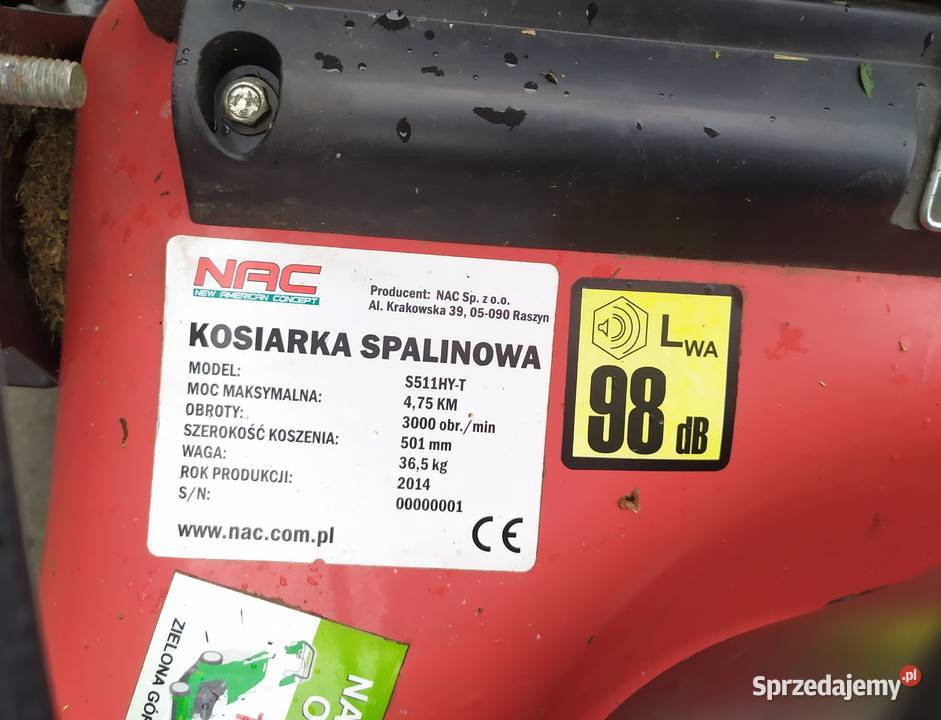 NAC
NEW AMERICAN CONCEPT
Producent: NAC Sp. z o.o.
Al. Krakowska 39, 05-090 Raszyn
KOSIARKA SPALINOWA
MODEL: S511HY-T
MOC MAKSYMALNA: 4,75 KM
OBROTY: 3000 obr./min
SZEROKOŚĆ KOSZENIA: 501 mm
WAGA: 36,5 kg
ROK PRODUKCJI: 2014
S/N: 00000001
www.nac.com.pl
CE
LWA
98 dB
ZIELONA GÓR
NA
Sprzedajemy.pl